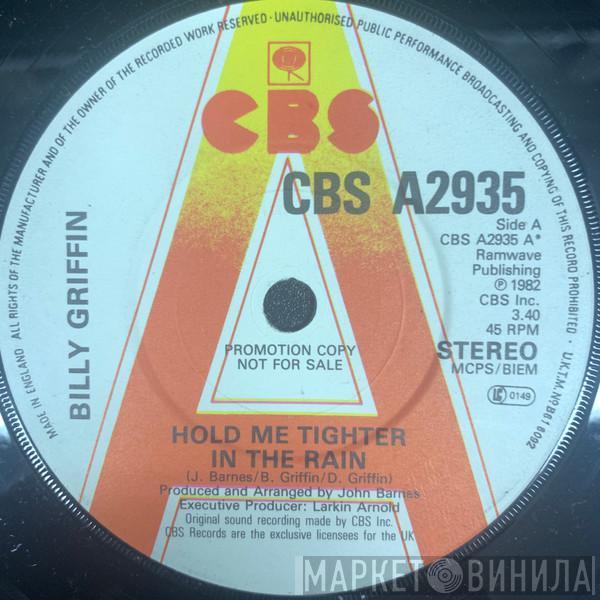 MADE IN ENGLAND ALL RIGHTS OF THE MANUFACTURER AND OF THE OWNER OF THE RECORDED WORK RESERVED · UNAUTHORISED PUBLIC PERFORMANCE BROADCASTING AND COPYING OF THIS RECORD PROHIBITED · U.K.T.M. Nº B618092
CBS
CBS A2935
Side A
CBS A2935 A*
Ramwave
Publishing
℗ 1982
CBS Inc.
3.40
45 RPM
STEREO
MCPS/BIEM
LC 0149
BILLY GRIFFIN
PROMOTION COPY
NOT FOR SALE
HOLD ME TIGHTER
IN THE RAIN
(J. Barnes/B. Griffin/D. Griffin)
Produced and Arranged by John Barnes
Executive Producer: Larkin Arnold
Original sound recording made by CBS Inc.
CBS Records are the exclusive licensees for the UK
МАРКЕТ ВИНИЛА